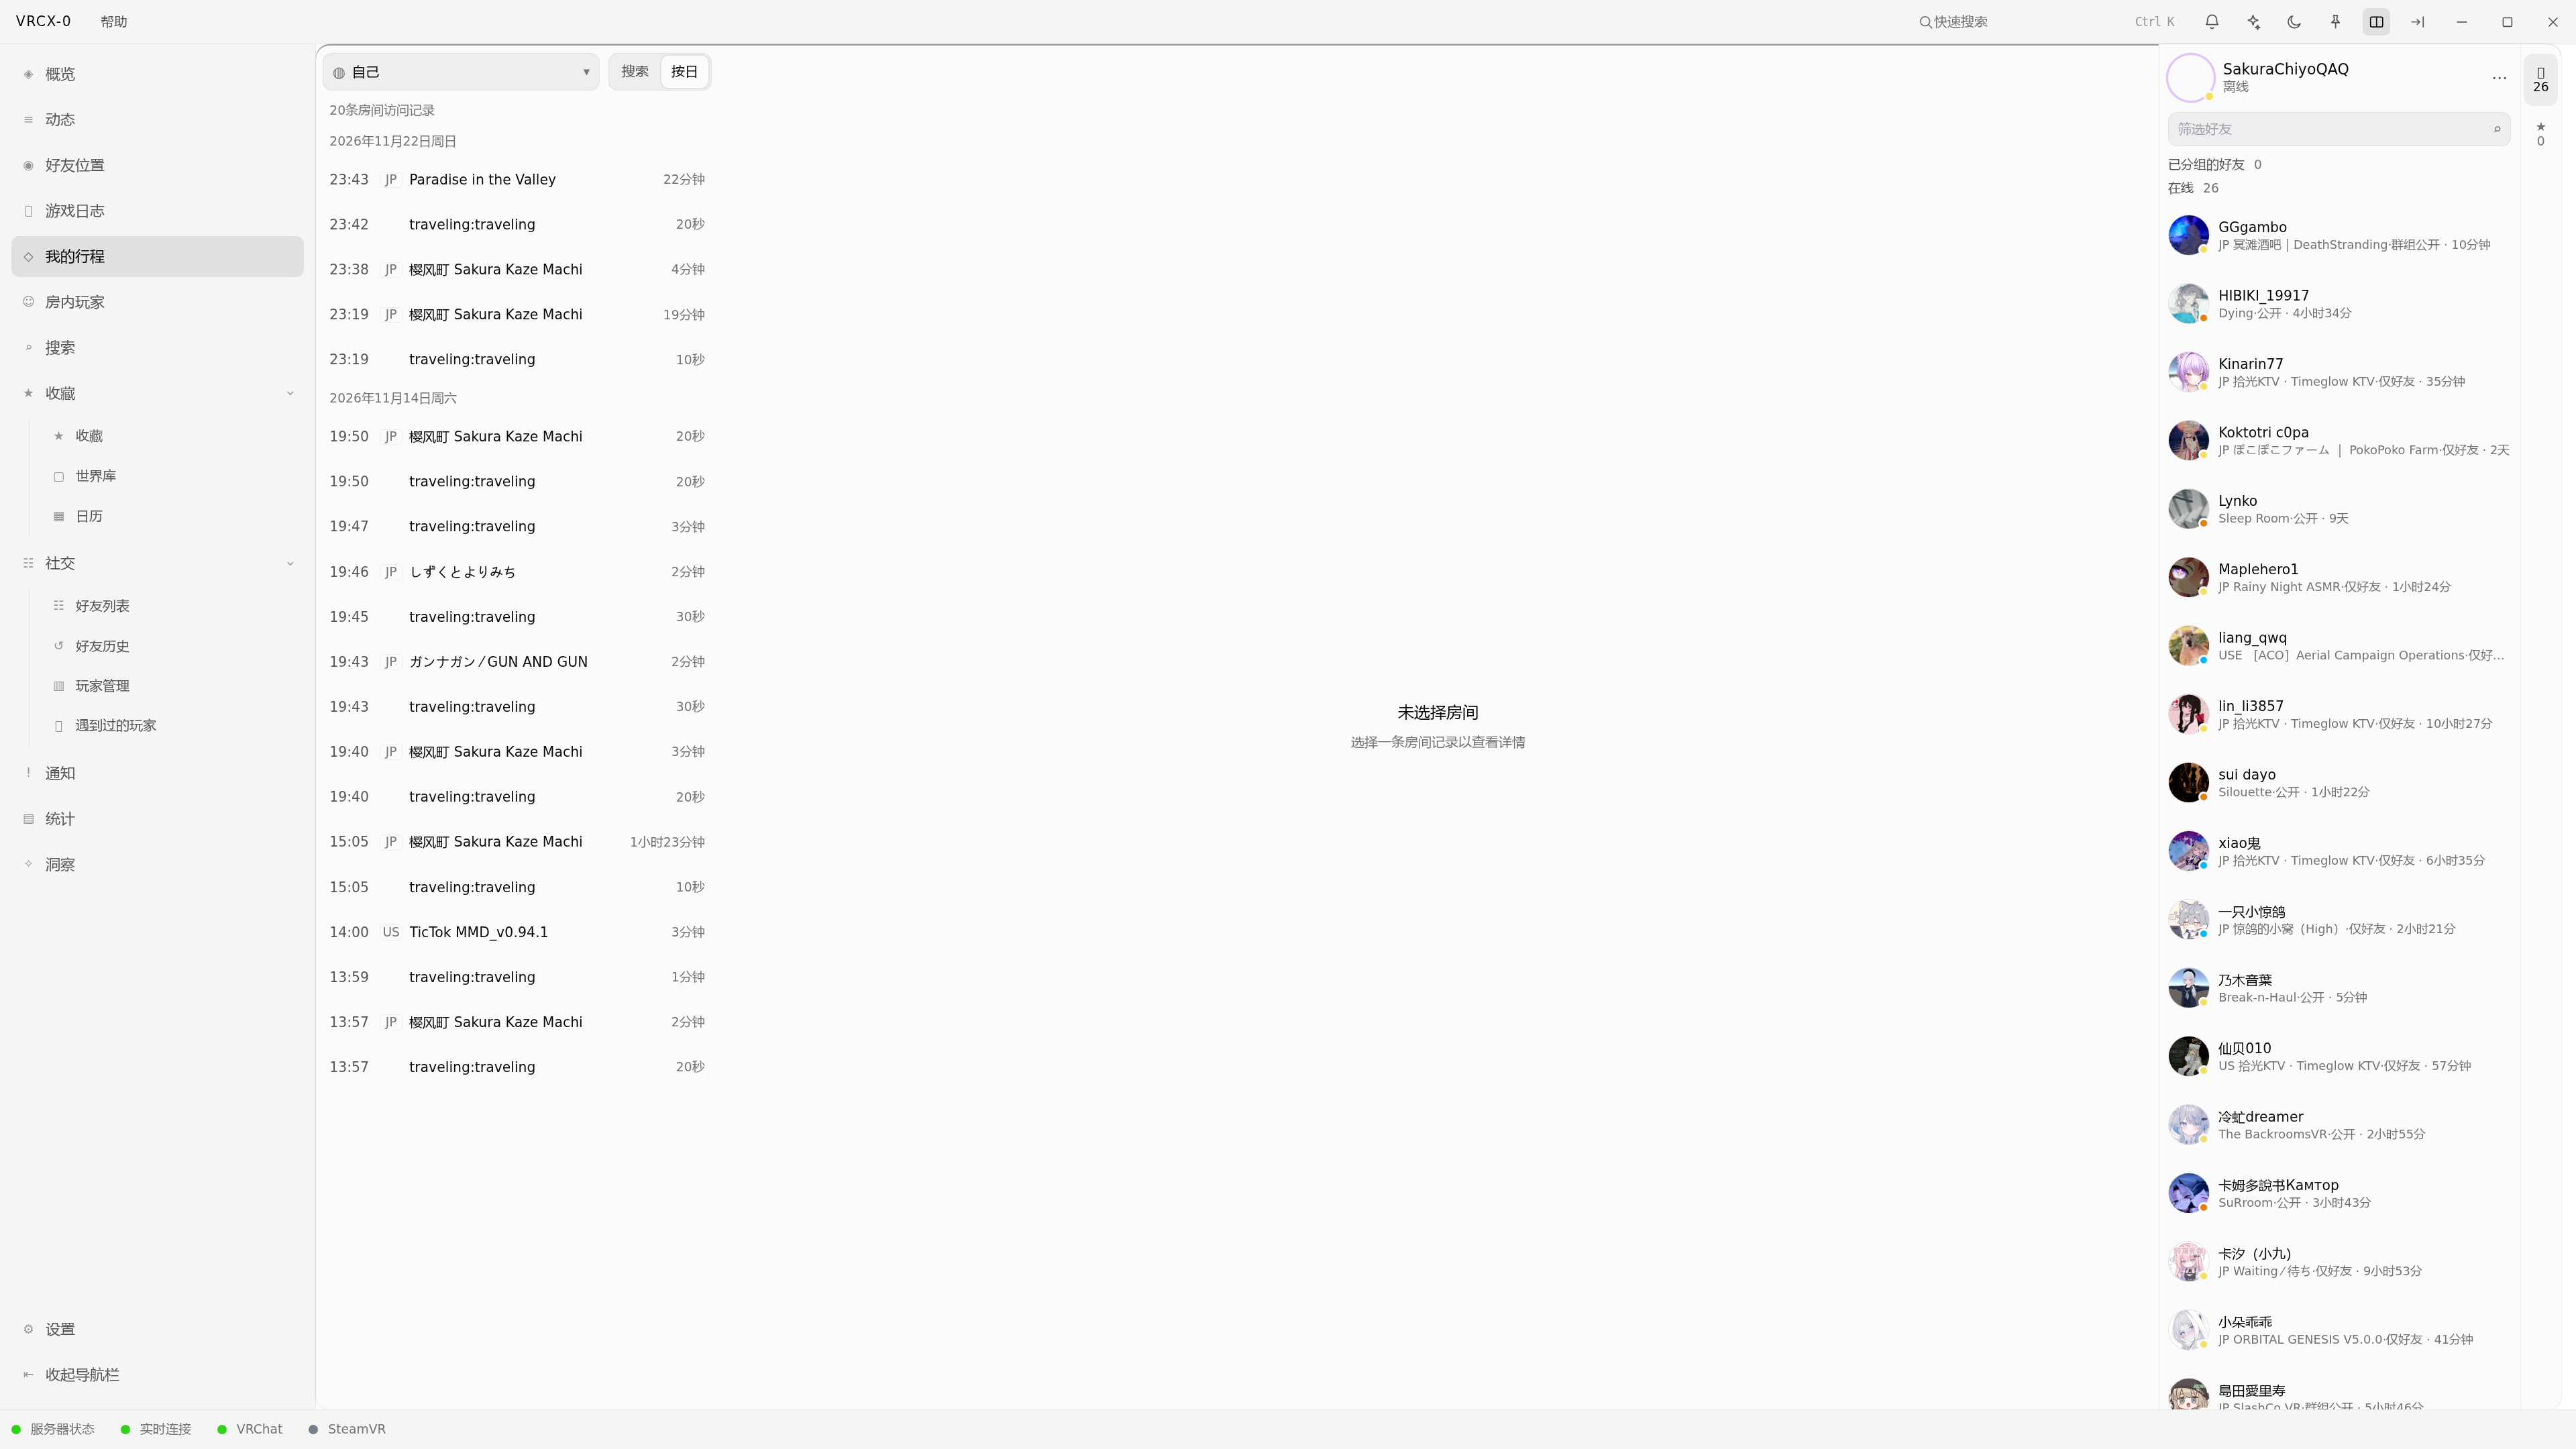 VRCX-0 帮助 快速搜索 Ctrl K
概览
动态
好友位置
游戏日志
我的行程
房内玩家
搜索
收藏
收藏
世界库
日历
社交
好友列表
好友历史
玩家管理
遇到过的玩家
通知
统计
洞察
设置
收起导航栏
自己 搜索 按日
20条房间访问记录
2026年11月22日周日
23:43 JP Paradise in the Valley 22分钟
23:42 traveling:traveling 20秒
23:38 JP 樱风町 Sakura Kaze Machi 4分钟
23:19 JP 樱风町 Sakura Kaze Machi 19分钟
23:19 traveling:traveling 10秒
2026年11月14日周六
19:50 JP 樱风町 Sakura Kaze Machi 20秒
19:50 traveling:traveling 20秒
19:47 traveling:traveling 3分钟
19:46 JP しずくとよりみち 2分钟
19:45 traveling:traveling 30秒
19:43 JP ガンナガン ⁄ GUN AND GUN 2分钟
19:43 traveling:traveling 30秒
19:40 JP 樱风町 Sakura Kaze Machi 3分钟
19:40 traveling:traveling 20秒
15:05 JP 樱风町 Sakura Kaze Machi 1小时23分钟
15:05 traveling:traveling 10秒
14:00 US TicTok MMD_v0.94.1 3分钟
13:59 traveling:traveling 1分钟
13:57 JP 樱风町 Sakura Kaze Machi 2分钟
13:57 traveling:traveling 20秒
未选择房间
选择一条房间记录以查看详情
SakuraChiyoQAQ
离线
26
0
筛选好友
已分组的好友 0
在线 26
GGgambo
JP 冥滩酒吧 | DeathStranding·群组公开 · 10分钟
HIBIKI_19917
Dying·公开 · 4小时34分
Kinarin77
JP 拾光KTV · Timeglow KTV·仅好友 · 35分钟
Koktotri c0pa
JP ぽこぽこファーム ｜ PokoPoko Farm·仅好友 · 2天
Lynko
Sleep Room·公开 · 9天
Maplehero1
JP Rainy Night ASMR·仅好友 · 1小时24分
liang_qwq
USE ［ACO］Aerial Campaign Operations·仅好…
lin_li3857
JP 拾光KTV · Timeglow KTV·仅好友 · 10小时27分
sui dayo
Silouette·公开 · 1小时22分
xiao鬼
JP 拾光KTV · Timeglow KTV·仅好友 · 6小时35分
一只小惊鸽
JP 惊鸽的小窝（High）·仅好友 · 2小时21分
乃木音葉
Break-n-Haul·公开 · 5分钟
仙贝010
US 拾光KTV · Timeglow KTV·仅好友 · 57分钟
冷虻dreamer
The BackroomsVR·公开 · 2小时55分
卡姆多說书Камтор
SuRroom·公开 · 3小时43分
卡汐（小九）
JP Waiting ⁄ 待ち·仅好友 · 9小时53分
小朵乖乖
JP ORBITAL GENESIS V5.0.0·仅好友 · 41分钟
島田愛里寿
JP SlashCo VR·群组公开 · 5小时46分
服务器状态 实时连接 VRChat SteamVR